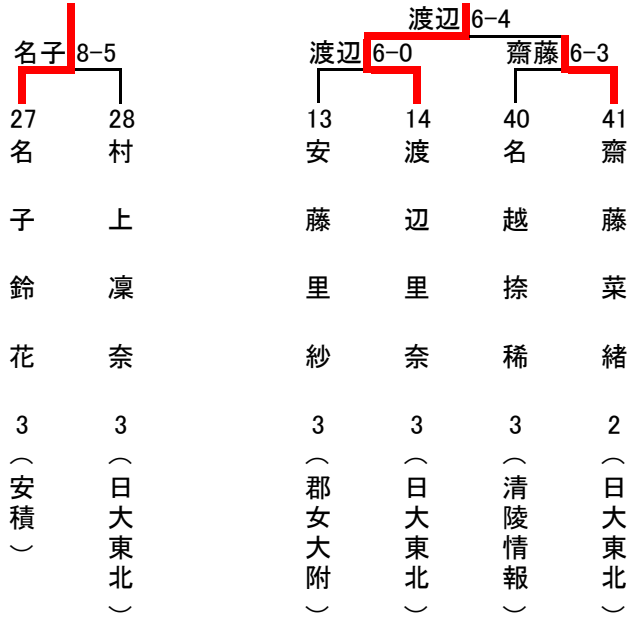 渡辺 6-4
名子 8-5
渡辺 6-0
齋藤 6-3
27 名子鈴花 3 (安積)
28 村上凜奈 3 (日大東北)
13 安藤里紗 3 (郡女大附)
14 渡辺里奈 3 (日大東北)
40 名越捺稀 3 (清陵情報)
41 齋藤菜緒 2 (日大東北)